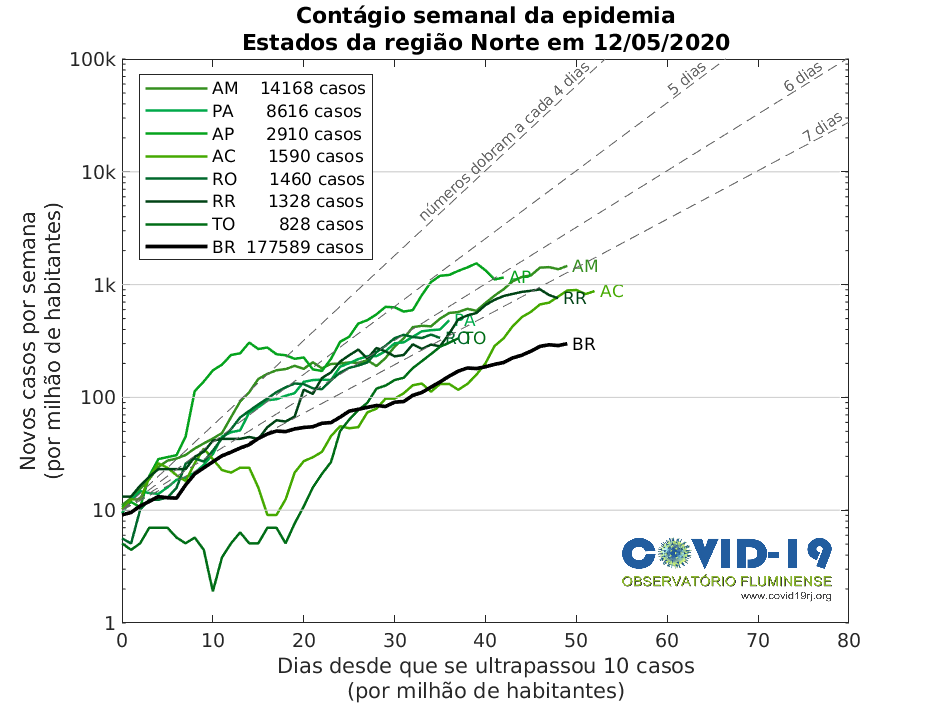 Contágio semanal da epidemia
Estados da região Norte em 12/05/2020
Novos casos por semana
(por milhão de habitantes)
100k
10k
1k
100
10
1
AM 14168 casos
PA 8616 casos
AP 2910 casos
AC 1590 casos
RO 1460 casos
RR 1328 casos
TO 828 casos
BR 177589 casos
números dobram a cada 4 dias
5 dias
6 dias
7 dias
AP
AM
AC
RR
PA
RO
TO
BR
COVID-19
OBSERVATÓRIO FLUMINENSE
www.covid19rj.org
0 10 20 30 40 50 60 70 80
Dias desde que se ultrapassou 10 casos
(por milhão de habitantes)